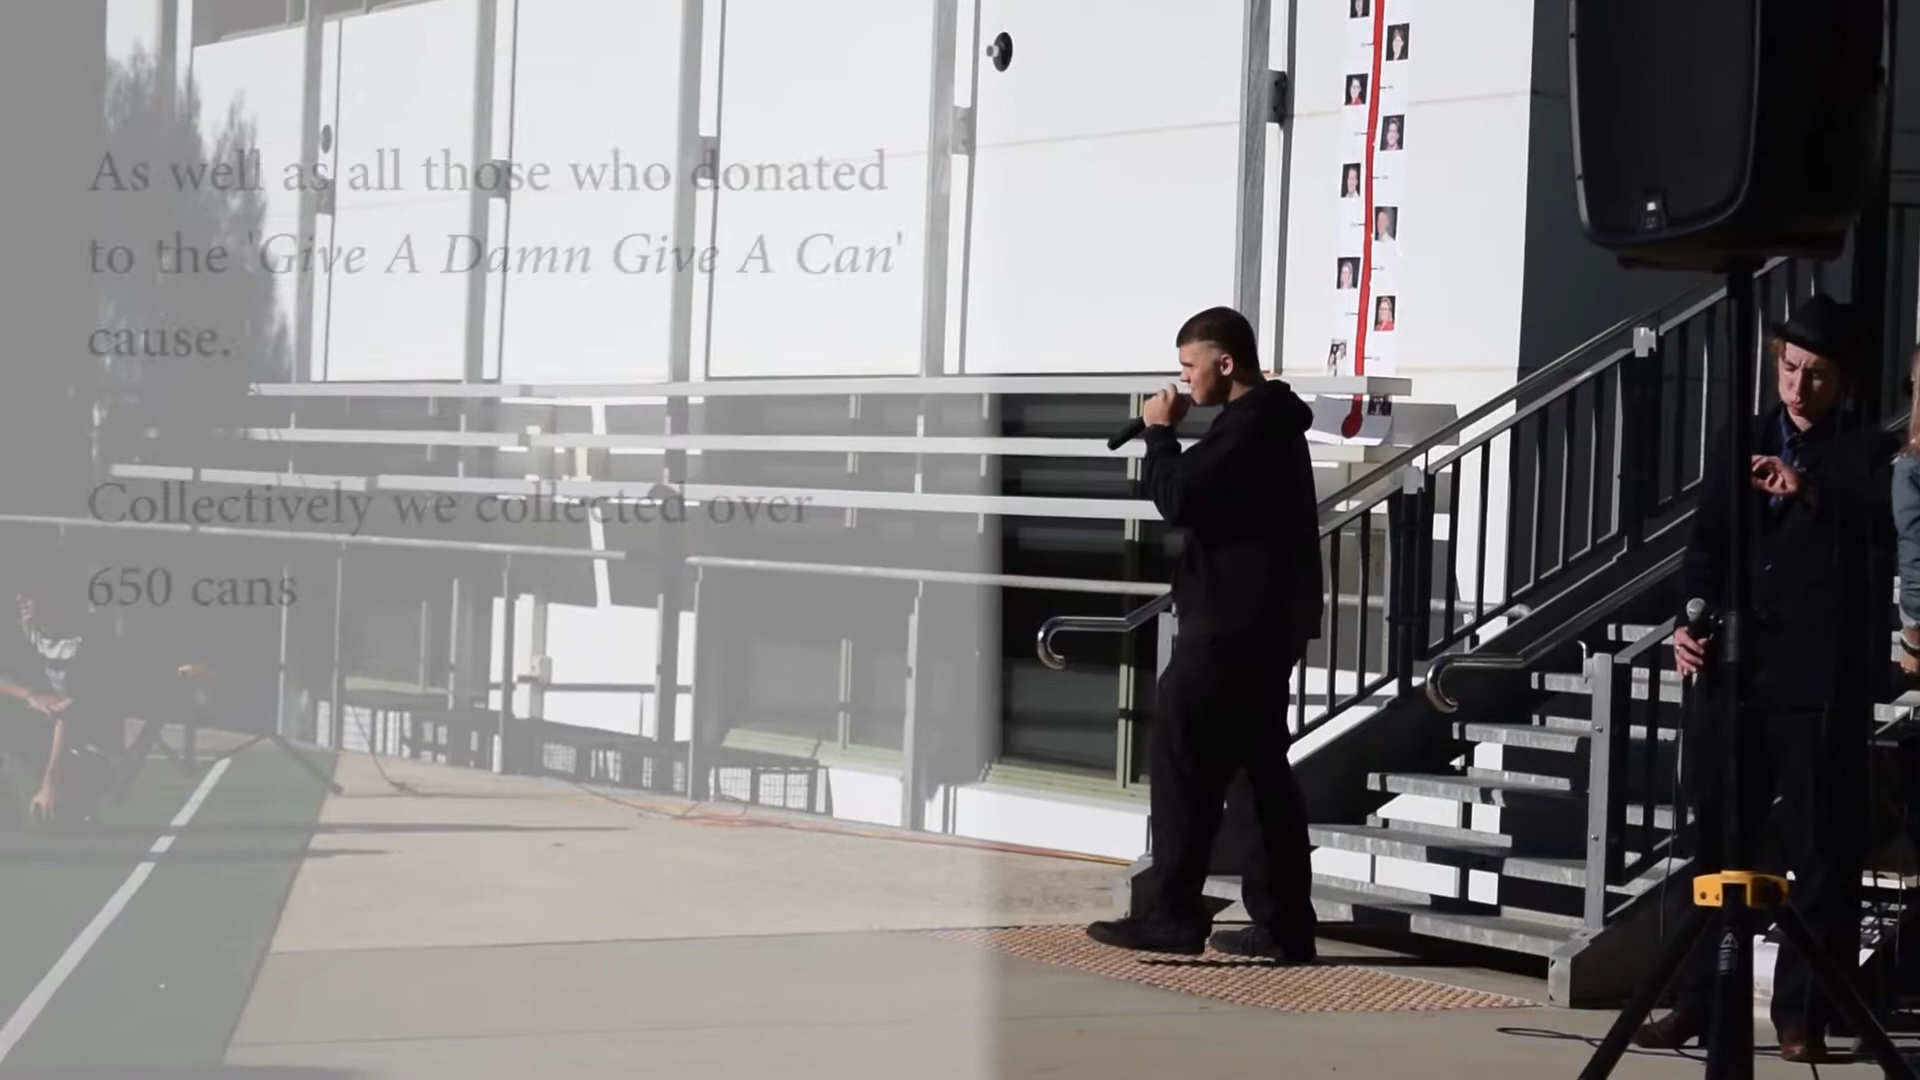 As well as all those who donated
to the 'Give A Damn Give A Can'
cause.
Collectively we collected over
650 cans